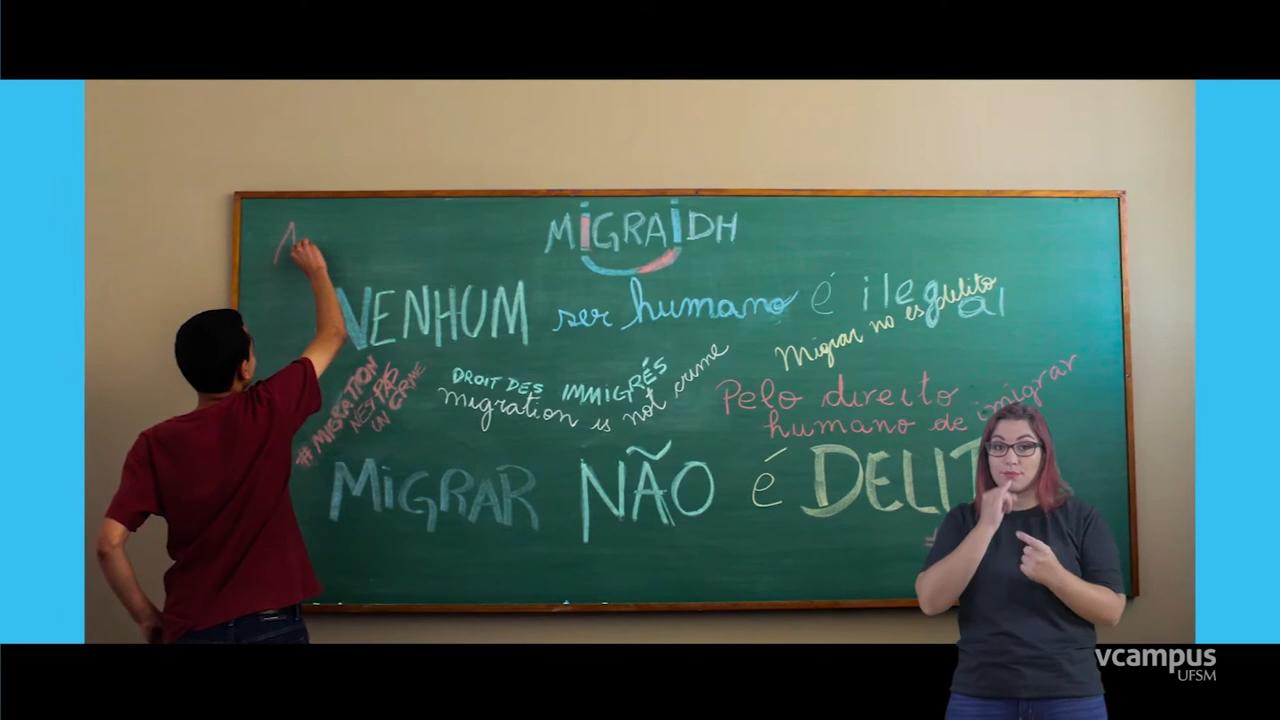 MiGRAiDH
NENHUM ser humano é ilegal
Migrar no es delito
#MIGRATION
N'ES PAS
UN CRIME
DROIT DES IMMIGRÉS
migration is not crime
Pelo direito
humano de imigrar
MiGRAR NÃO é DELIT
vcampus
UFSM